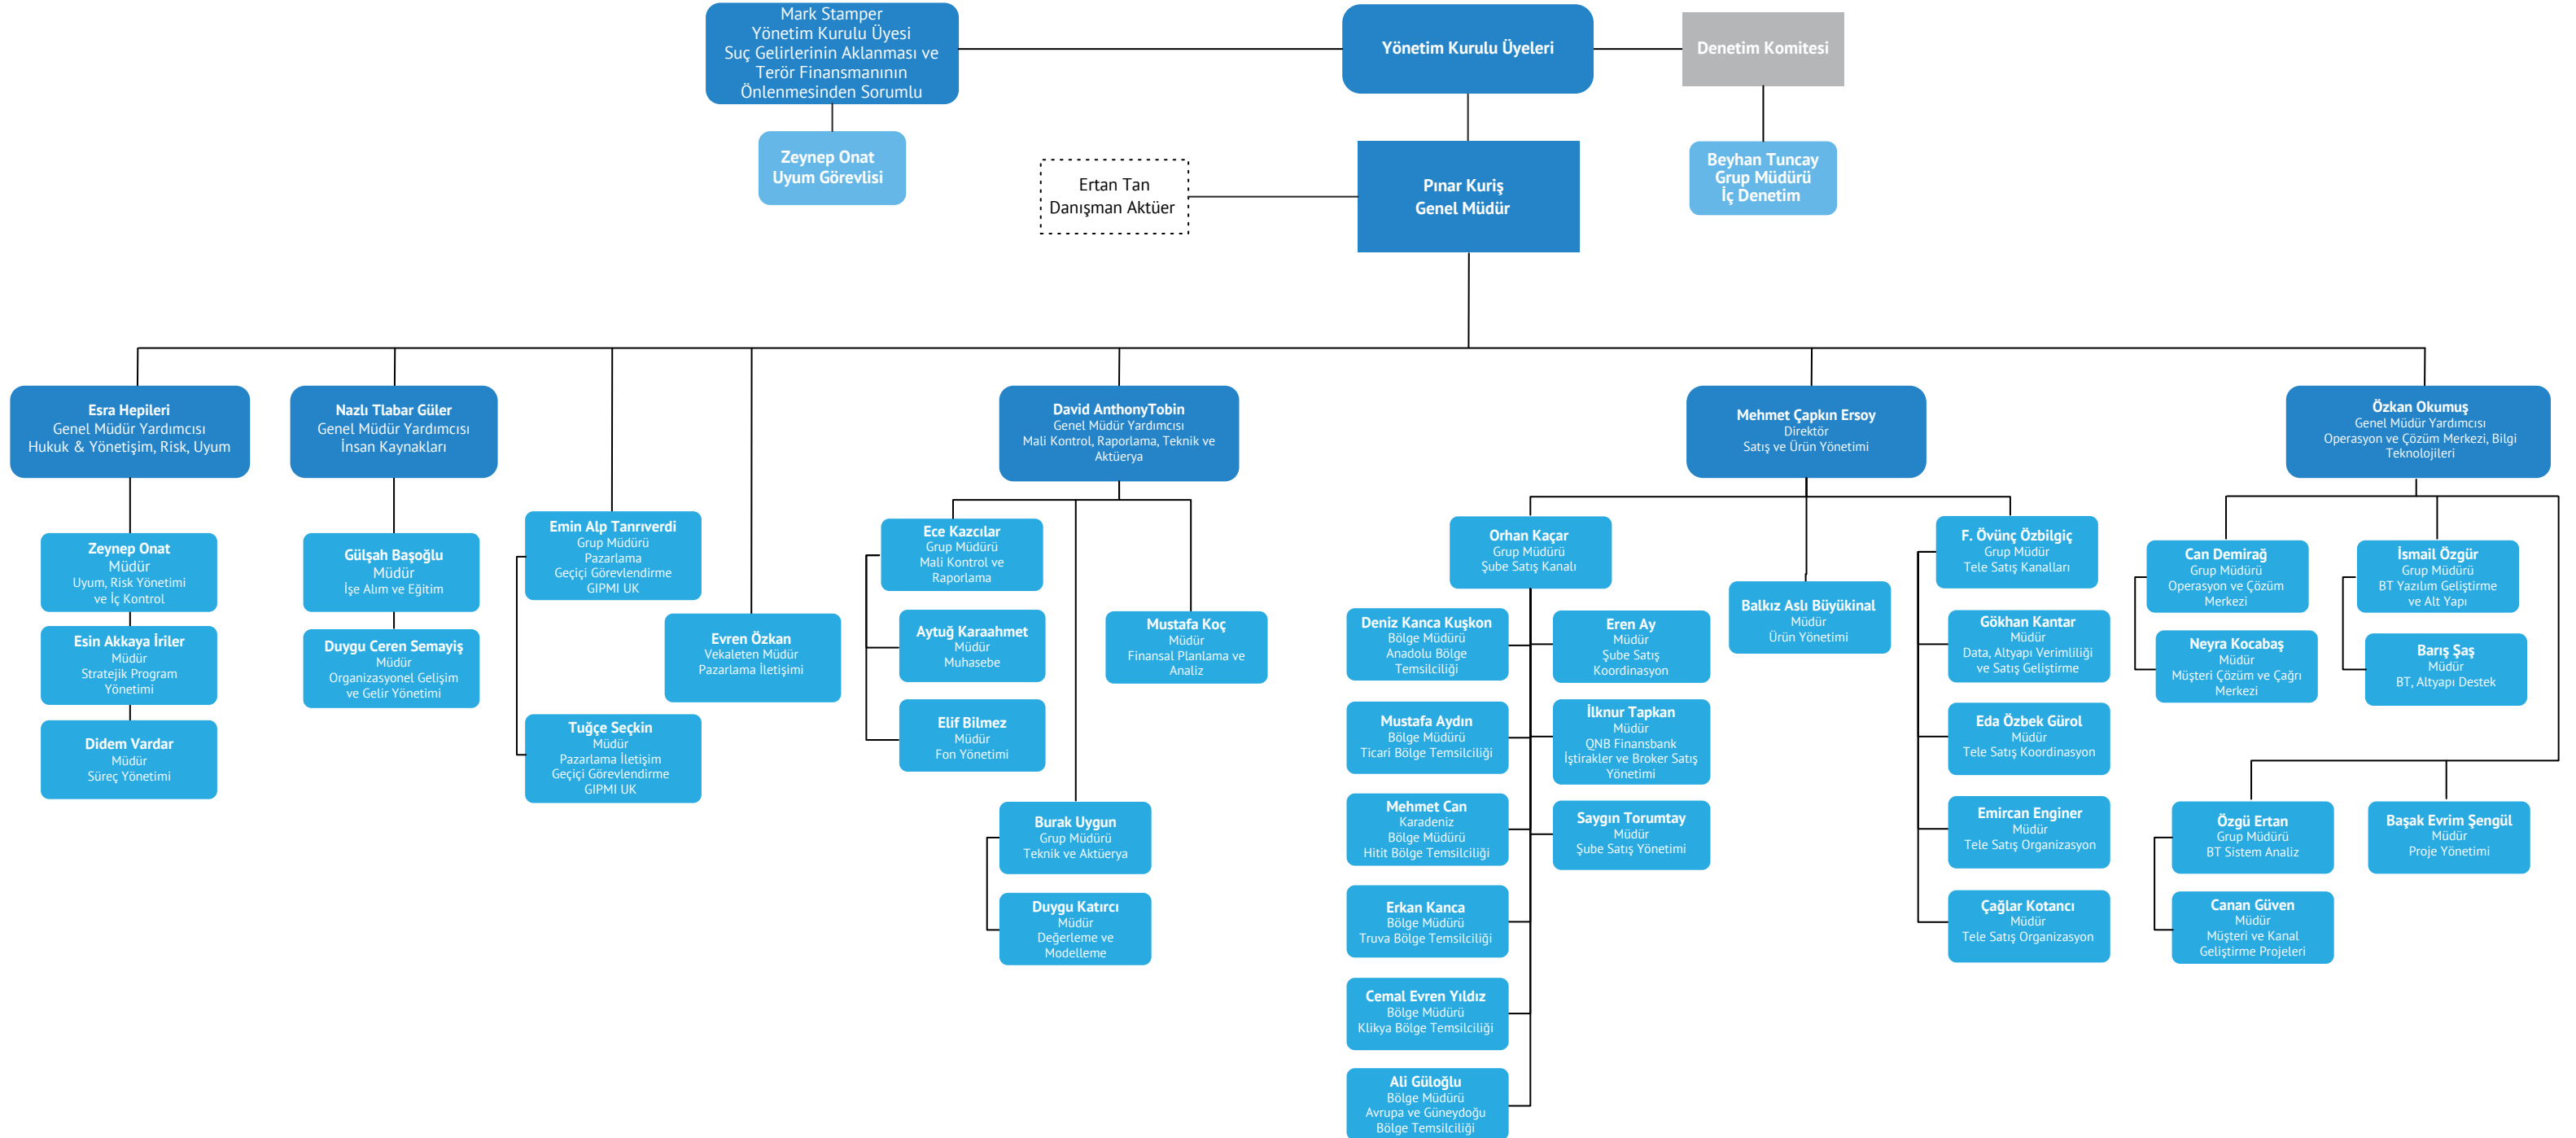 Mark Stamper
Yönetim Kurulu Üyesi
Suç Gelirlerinin Aklanması ve
Terör Finansmanının
Önlenmesinden Sorumlu
Yönetim Kurulu Üyeleri
Denetim Komitesi
Zeynep Onat
Uyum Görevlisi
Ertan Tan
Danışman Aktüer
Pınar Kuriş
Genel Müdür
Beyhan Tuncay
Grup Müdürü
İç Denetim
Esra Hepileri
Genel Müdür Yardımcısı
Hukuk & Yönetişim, Risk, Uyum
Nazlı Tlabar Güler
Genel Müdür Yardımcısı
İnsan Kaynakları
David AnthonyTobin
Genel Müdür Yardımcısı
Mali Kontrol, Raporlama, Teknik ve
Aktüerya
Mehmet Çapkın Ersoy
Direktör
Satış ve Ürün Yönetimi
Özkan Okumuş
Genel Müdür Yardımcısı
Operasyon ve Çözüm Merkezi, Bilgi
Teknolojileri
Zeynep Onat
Müdür
Uyum, Risk Yönetimi
ve İç Kontrol
Esin Akkaya İriler
Müdür
Stratejik Program
Yönetimi
Didem Vardar
Müdür
Süreç Yönetimi
Gülşah Başoğlu
Müdür
İşe Alım ve Eğitim
Duygu Ceren Semayiş
Müdür
Organizasyonel Gelişim
ve Gelir Yönetimi
Emin Alp Tanrıverdi
Grup Müdürü
Pazarlama
Geçiçi Görevlendirme
GIPMI UK
Tuğçe Seçkin
Müdür
Pazarlama İletişim
Geçiçi Görevlendirme
GIPMI UK
Evren Özkan
Vekaleten Müdür
Pazarlama İletişimi
Ece Kazcılar
Grup Müdürü
Mali Kontrol ve
Raporlama
Aytuğ Karaahmet
Müdür
Muhasebe
Elif Bilmez
Müdür
Fon Yönetimi
Burak Uygun
Grup Müdürü
Teknik ve Aktüerya
Duygu Katırcı
Müdür
Değerleme ve
Modelleme
Mustafa Koç
Müdür
Finansal Planlama ve
Analiz
Orhan Kaçar
Grup Müdürü
Şube Satış Kanalı
Deniz Kanca Kuşkon
Bölge Müdürü
Anadolu Bölge
Temsilciliği
Mustafa Aydın
Bölge Müdürü
Ticari Bölge Temsilciliği
Mehmet Can
Karadeniz
Bölge Müdürü
Hitit Bölge Temsilciliği
Erkan Kanca
Bölge Müdürü
Truva Bölge Temsilciliği
Cemal Evren Yıldız
Bölge Müdürü
Klikya Bölge Temsilciliği
Ali Güloğlu
Bölge Müdürü
Avrupa ve Güneydoğu
Bölge Temsilciliği
Eren Ay
Müdür
Şube Satış
Koordinasyon
İlknur Tapkan
Müdür
QNB Finansbank
İştirakler ve Broker Satış
Yönetimi
Saygın Torumtay
Müdür
Şube Satış Yönetimi
Balkız Aslı Büyükinal
Müdür
Ürün Yönetimi
F. Övünç Özbilgiç
Grup Müdür
Tele Satış Kanalları
Gökhan Kantar
Müdür
Data, Altyapı Verimliliği
ve Satış Geliştirme
Eda Özbek Gürol
Müdür
Tele Satış Koordinasyon
Emircan Enginer
Müdür
Tele Satış Organizasyon
Çağlar Kotancı
Müdür
Tele Satış Organizasyon
Can Demirağ
Grup Müdürü
Operasyon ve Çözüm
Merkezi
Neyra Kocabaş
Müdür
Müşteri Çözüm ve Çağrı
Merkezi
İsmail Özgür
Grup Müdürü
BT Yazılım Geliştirme
ve Alt Yapı
Barış Şaş
Müdür
BT, Altyapı Destek
Özgü Ertan
Grup Müdürü
BT Sistem Analiz
Canan Güven
Müdür
Müşteri ve Kanal
Geliştirme Projeleri
Başak Evrim Şengül
Müdür
Proje Yönetimi